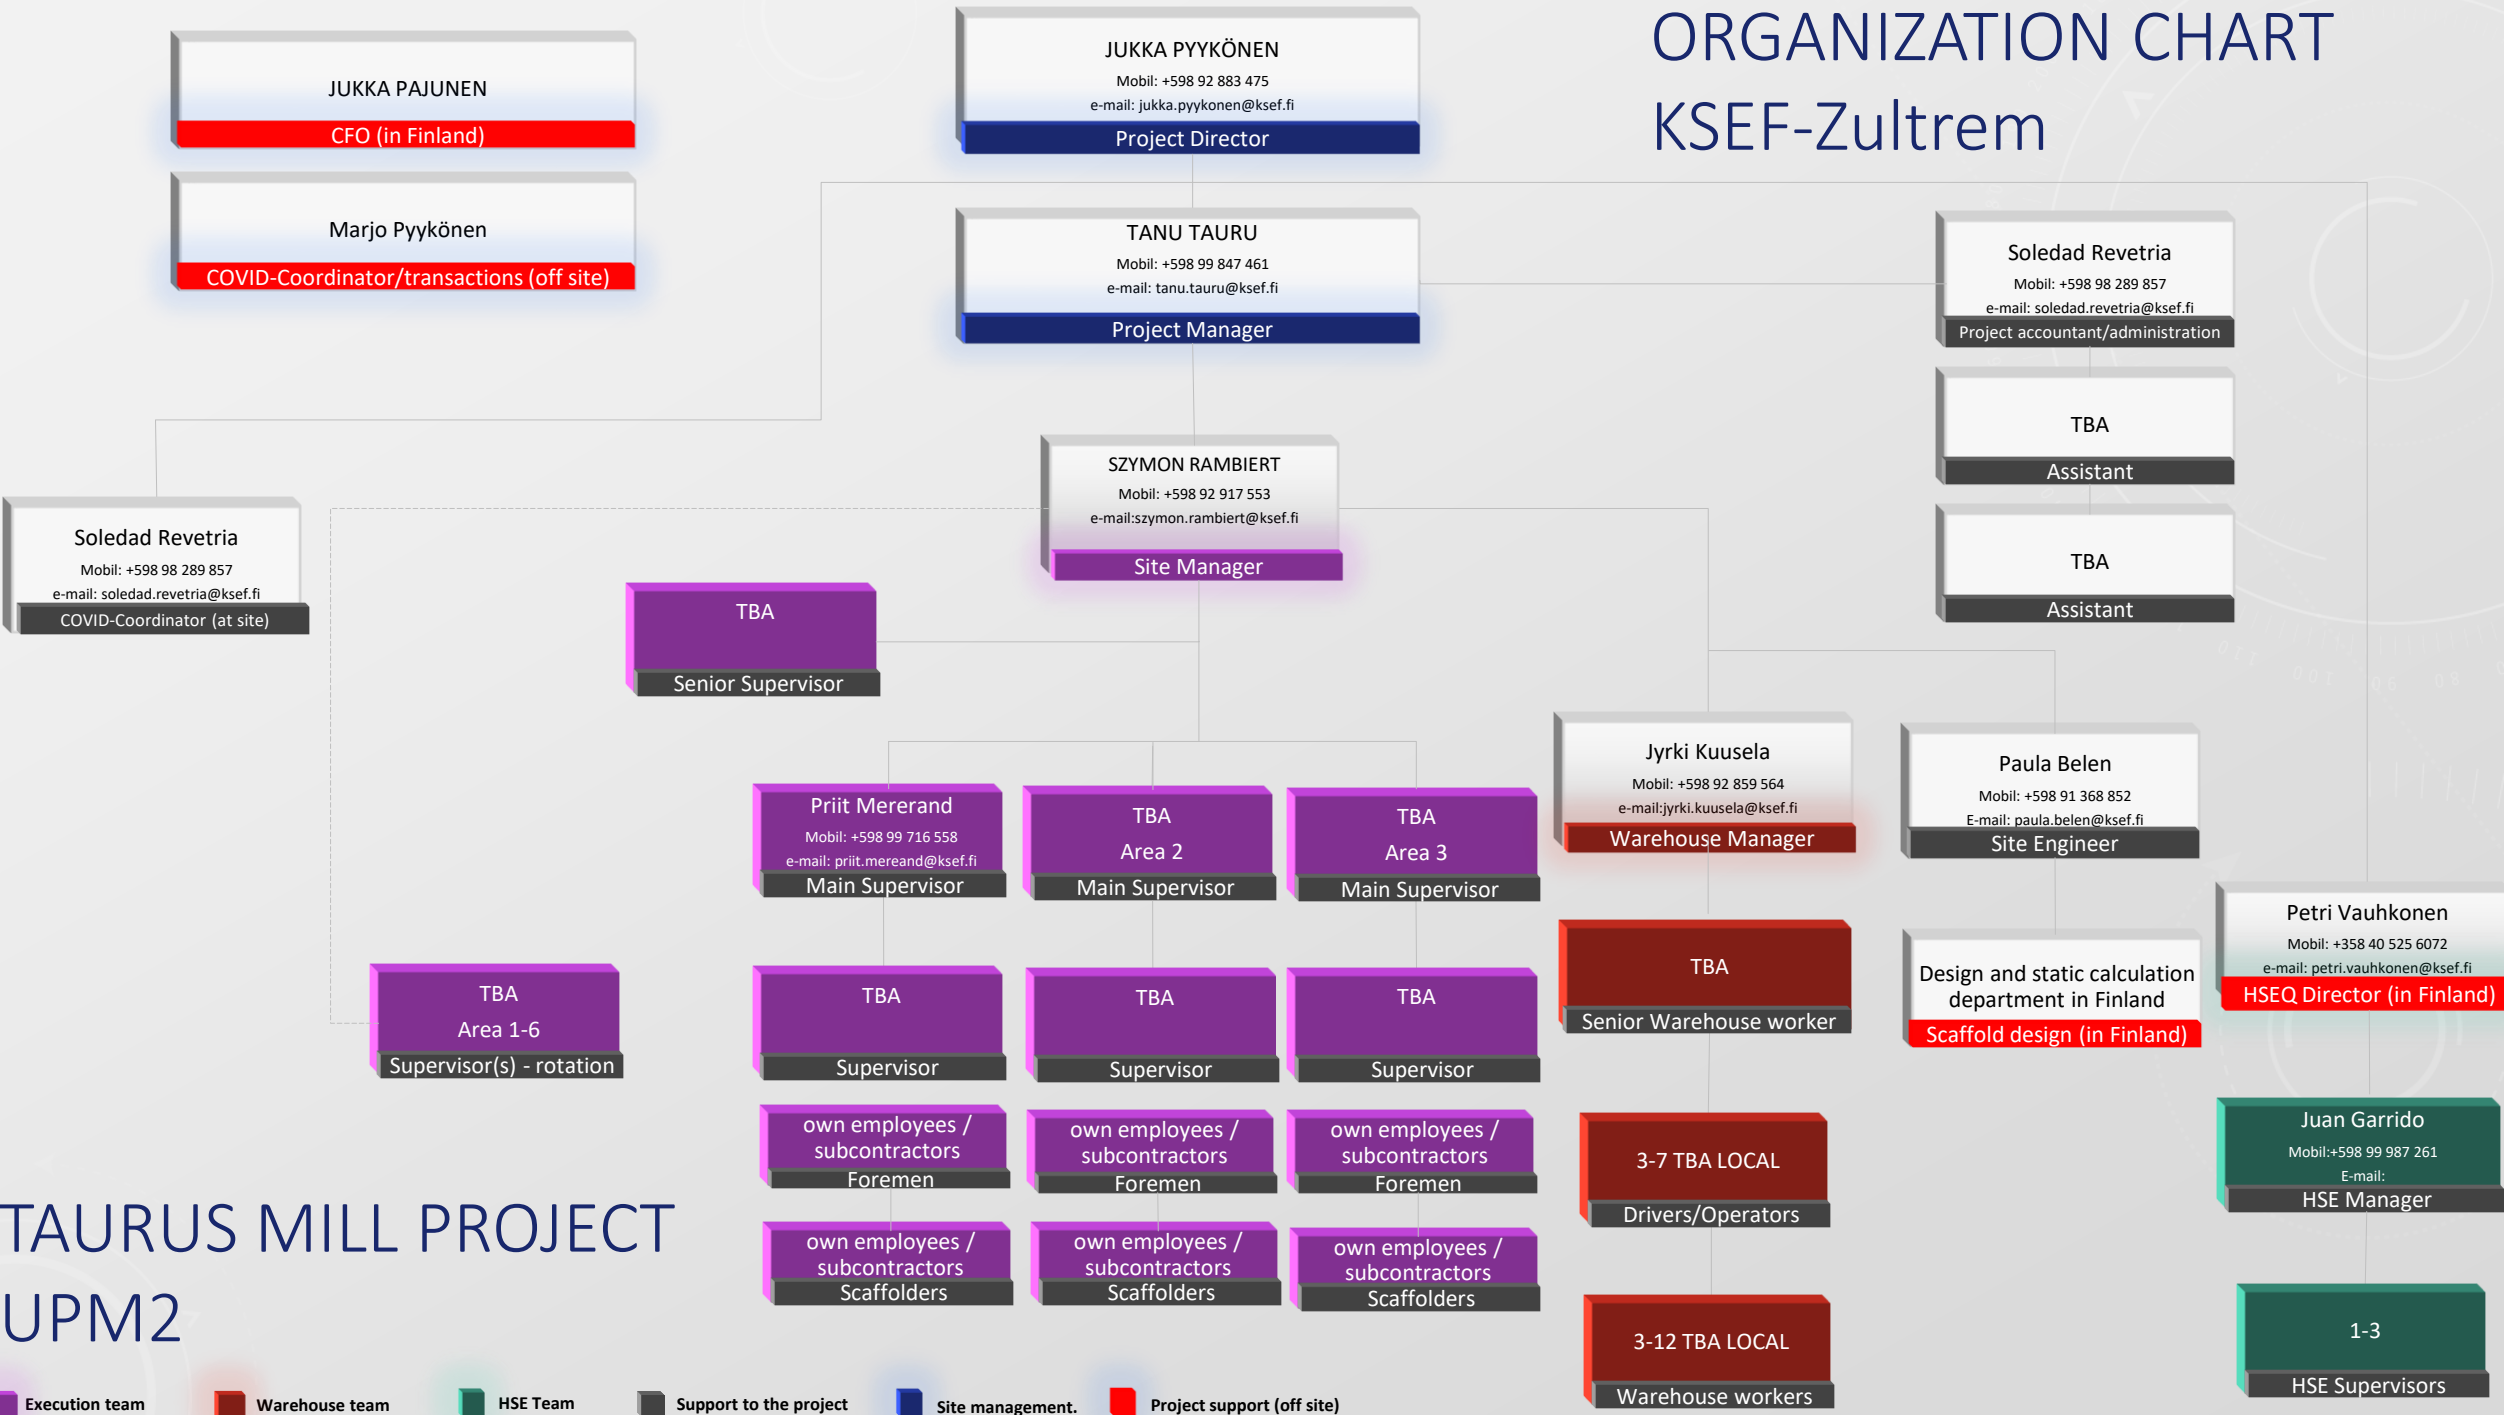 ORGANIZATION CHART
KSEF-Zultrem
JUKKA PAJUNEN
CFO (in Finland)
Marjo Pyykönen
COVID-Coordinator/transactions (off site)
JUKKA PYYKÖNEN
Mobil: +598 92 883 475
e-mail: jukka.pyykonen@ksef.fi
Project Director
TANU TAURU
Mobil: +598 99 847 461
e-mail: tanu.tauru@ksef.fi
Project Manager
Soledad Revetria
Mobil: +598 98 289 857
e-mail: soledad.revetria@ksef.fi
Project accountant/administration
TBA
Assistant
TBA
Assistant
SZYMON RAMBIERT
Mobil: +598 92 917 553
e-mail:szymon.rambiert@ksef.fi
Site Manager
Soledad Revetria
Mobil: +598 98 289 857
e-mail: soledad.revetria@ksef.fi
COVID-Coordinator (at site)
TBA
Senior Supervisor
Priit Mererand
Mobil: +598 99 716 558
e-mail: priit.mereand@ksef.fi
Main Supervisor
TBA
Area 2
Main Supervisor
TBA
Area 3
Main Supervisor
Jyrki Kuusela
Mobil: +598 92 859 564
e-mail:jyrki.kuusela@ksef.fi
Warehouse Manager
Paula Belen
Mobil: +598 91 368 852
E-mail: paula.belen@ksef.fi
Site Engineer
Petri Vauhkonen
Mobil: +358 40 525 6072
e-mail: petri.vauhkonen@ksef.fi
HSEQ Director (in Finland)
TBA
Area 1-6
Supervisor(s) - rotation
TBA
Supervisor
TBA
Supervisor
TBA
Supervisor
TBA
Senior Warehouse worker
Design and static calculation
department in Finland
Scaffold design (in Finland)
own employees /
subcontractors
Foremen
own employees /
subcontractors
Foremen
own employees /
subcontractors
Foremen
3-7 TBA LOCAL
Drivers/Operators
Juan Garrido
Mobil:+598 99 987 261
E-mail:
HSE Manager
own employees /
subcontractors
Scaffolders
own employees /
subcontractors
Scaffolders
own employees /
subcontractors
Scaffolders
3-12 TBA LOCAL
Warehouse workers
1-3
HSE Supervisors
TAURUS MILL PROJECT
UPM2
Execution team
Warehouse team
HSE Team
Support to the project
Site management.
Project support (off site)